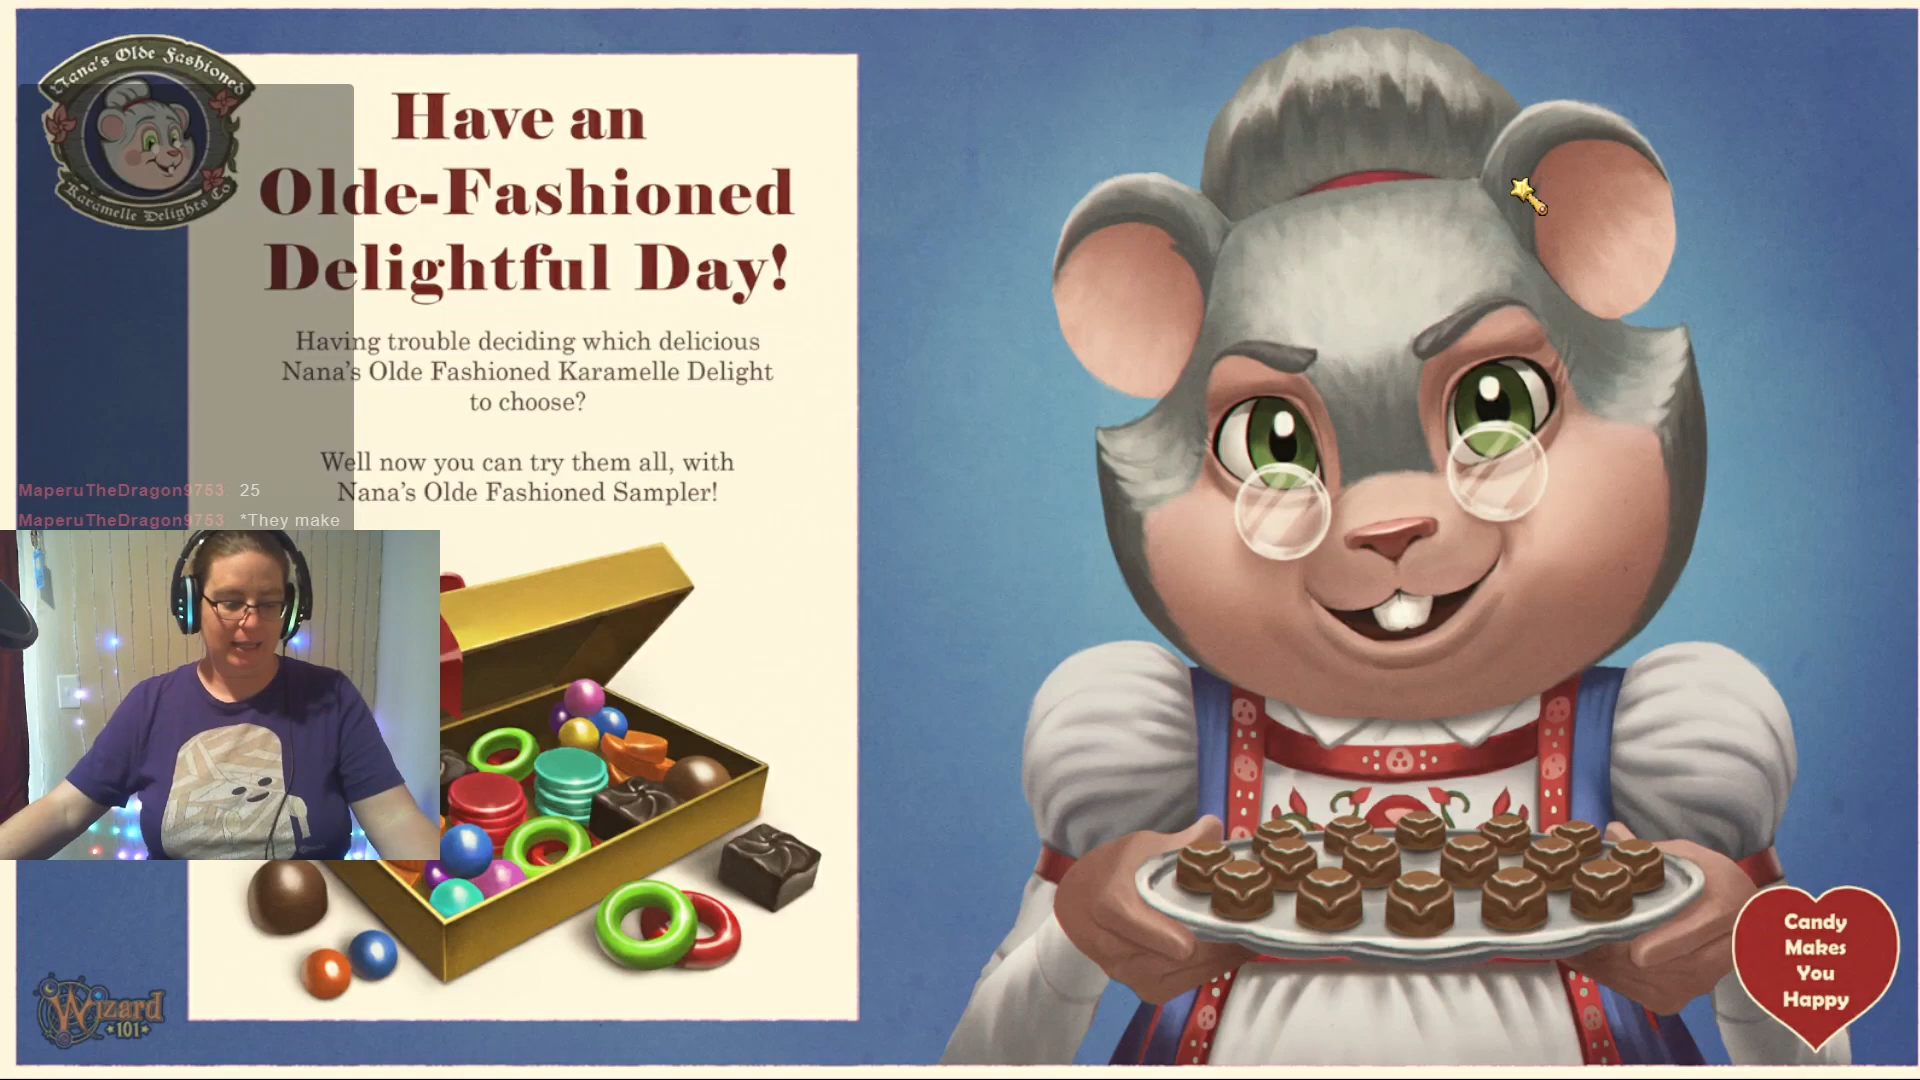 Nana's Olde Fashioned
Karamelle Delights Co
Have an
Olde-Fashioned
Delightful Day!
Having trouble deciding which delicious
Nana's Olde Fashioned Karamelle Delight
to choose?
Well now you can try them all, with
Nana's Olde Fashioned Sampler!
MaperuTheDragon9753 25
MaperuTheDragon9753 *They make
Candy
Makes
You
Happy
Wizard
101